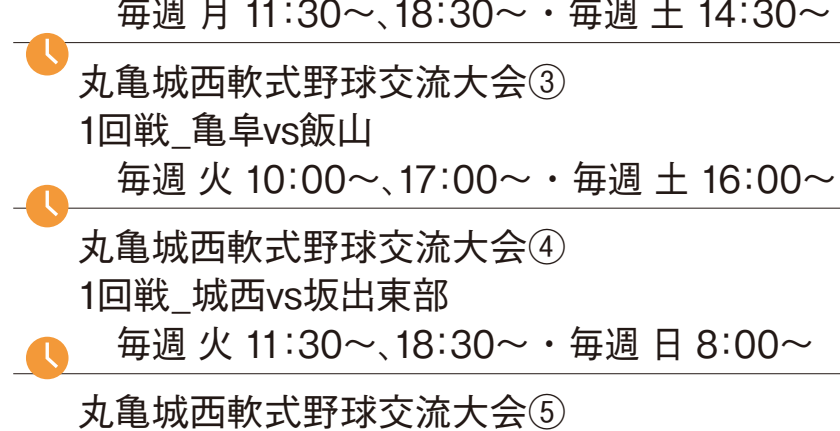 毎週 月 11:30～、18:30～・毎週 土 14:30～
丸亀城西軟式野球交流大会③
1回戦_亀阜vs飯山
毎週 火 10:00～、17:00～・毎週 土 16:00～
丸亀城西軟式野球交流大会④
1回戦_城西vs坂出東部
毎週 火 11:30～、18:30～・毎週 日 8:00～
丸亀城西軟式野球交流大会⑤